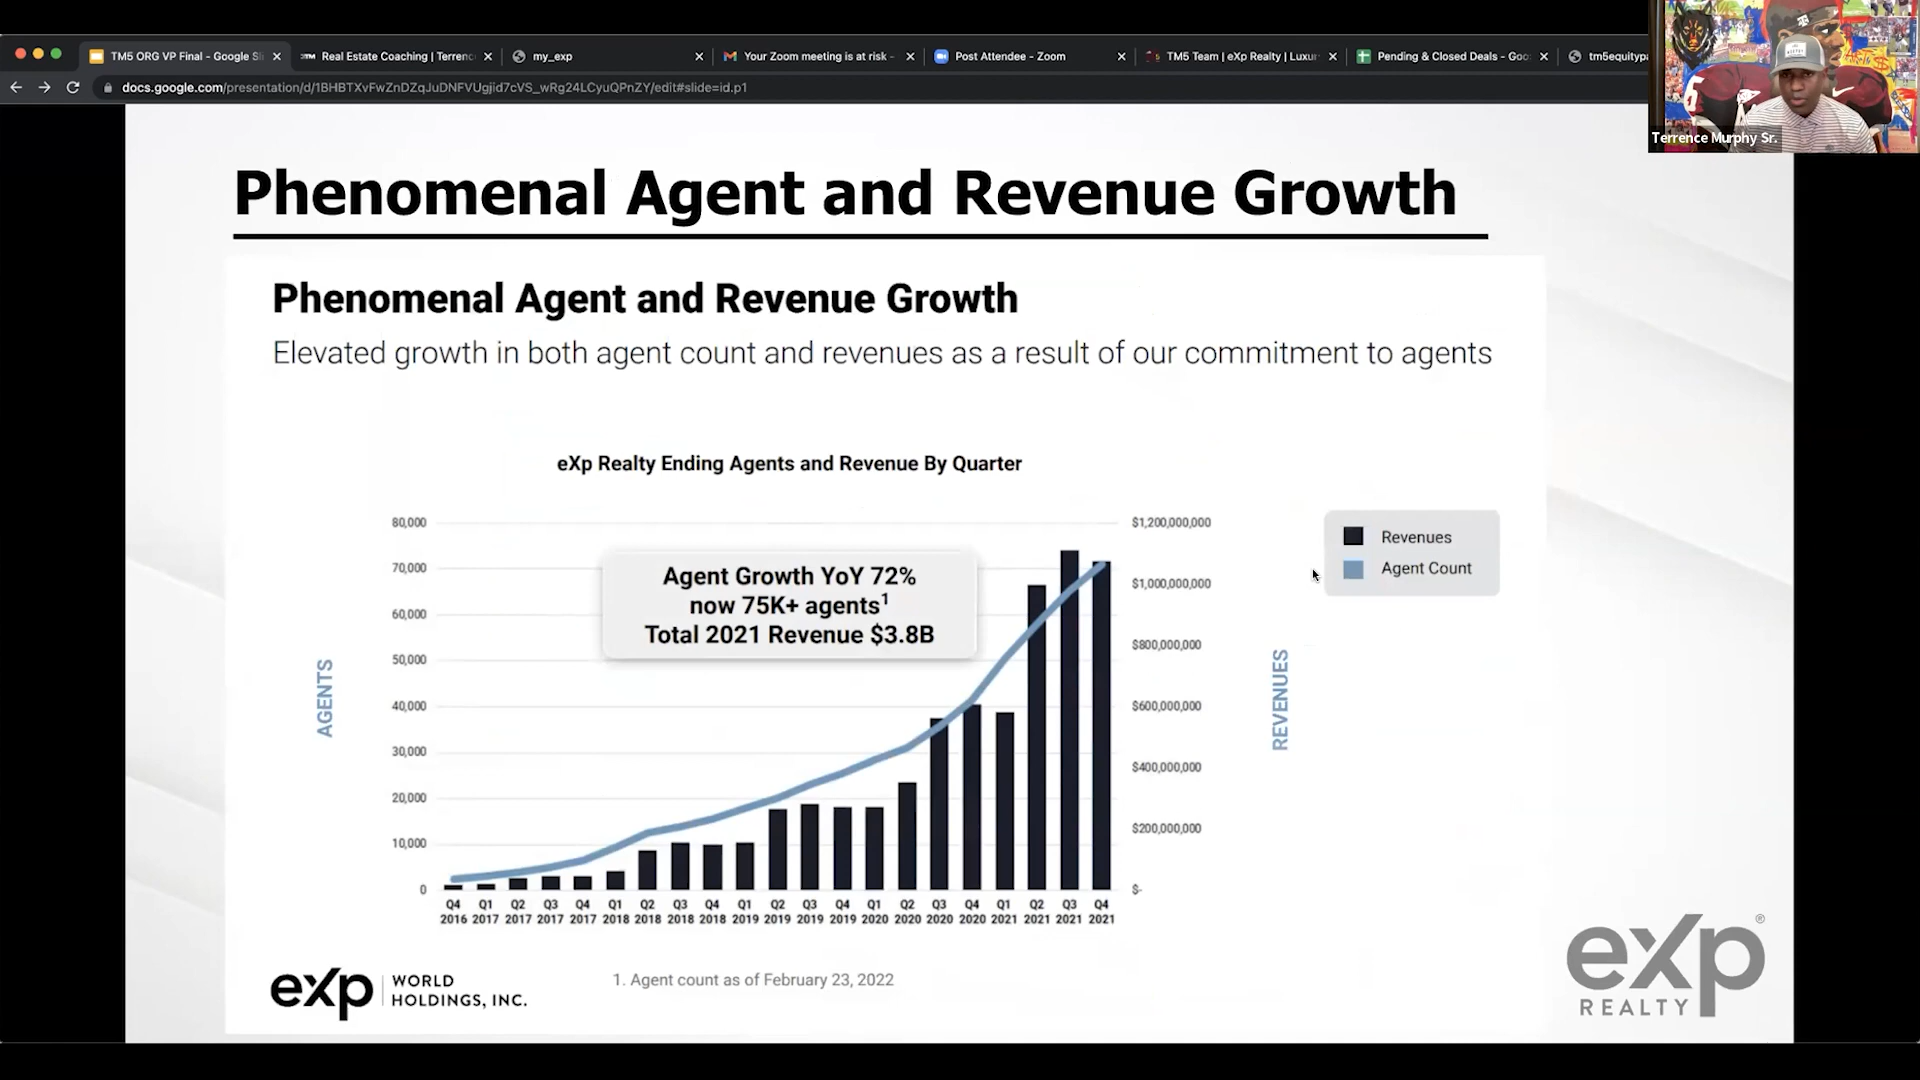 TM5 ORG VP Final - Google Sli
Real Estate Coaching | Terrenc
my_exp
Your Zoom meeting is at risk -
Post Attendee - Zoom
TM5 Team | eXp Realty | Luxur
Pending & Closed Deals - Goo
tm5equitypa
docs.google.com/presentation/d/1BHBTXvFwZnDZqJuDNFVUgjid7cVS_wRg24LCyuQPnZY/edit#slide=id.p1
Terrence Murphy Sr.
Phenomenal Agent and Revenue Growth
Phenomenal Agent and Revenue Growth
Elevated growth in both agent count and revenues as a result of our commitment to agents
eXp Realty Ending Agents and Revenue By Quarter
Agent Growth YoY 72%
now 75K+ agents¹
Total 2021 Revenue $3.8B
AGENTS
80,000
70,000
60,000
50,000
40,000
30,000
20,000
10,000
0
$1,200,000,000
$1,000,000,000
$800,000,000
$600,000,000
$400,000,000
$200,000,000
$-
REVENUES
Revenues
Agent Count
Q4 Q1 Q2 Q3 Q4 Q1 Q2 Q3 Q4 Q1 Q2 Q3 Q4 Q1 Q2 Q3 Q4 Q1 Q2 Q3 Q4
2016 2017 2017 2017 2017 2018 2018 2018 2018 2019 2019 2019 2019 2020 2020 2020 2020 2021 2021 2021 2021
1. Agent count as of February 23, 2022
eXp WORLD
HOLDINGS, INC.
eXp®
REALTY